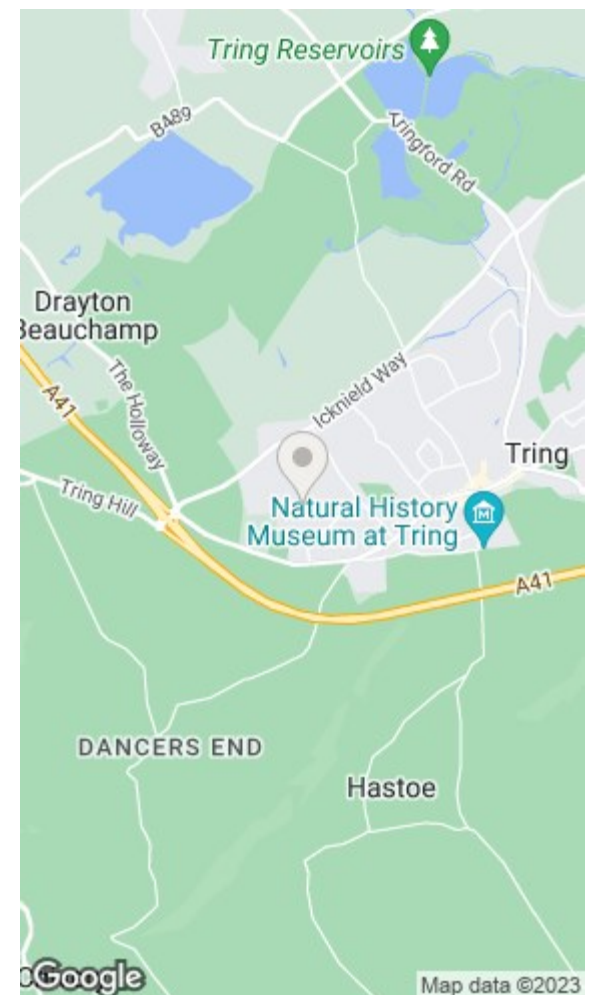 Tring Reservoirs
B489
Tringford Rd
Drayton
Beauchamp
The Holloway
A41
Icknield Way
Tring Hill
Tring
Natural History
Museum at Tring
A41
DANCERS END
Hastoe
Google
Map data ©2023